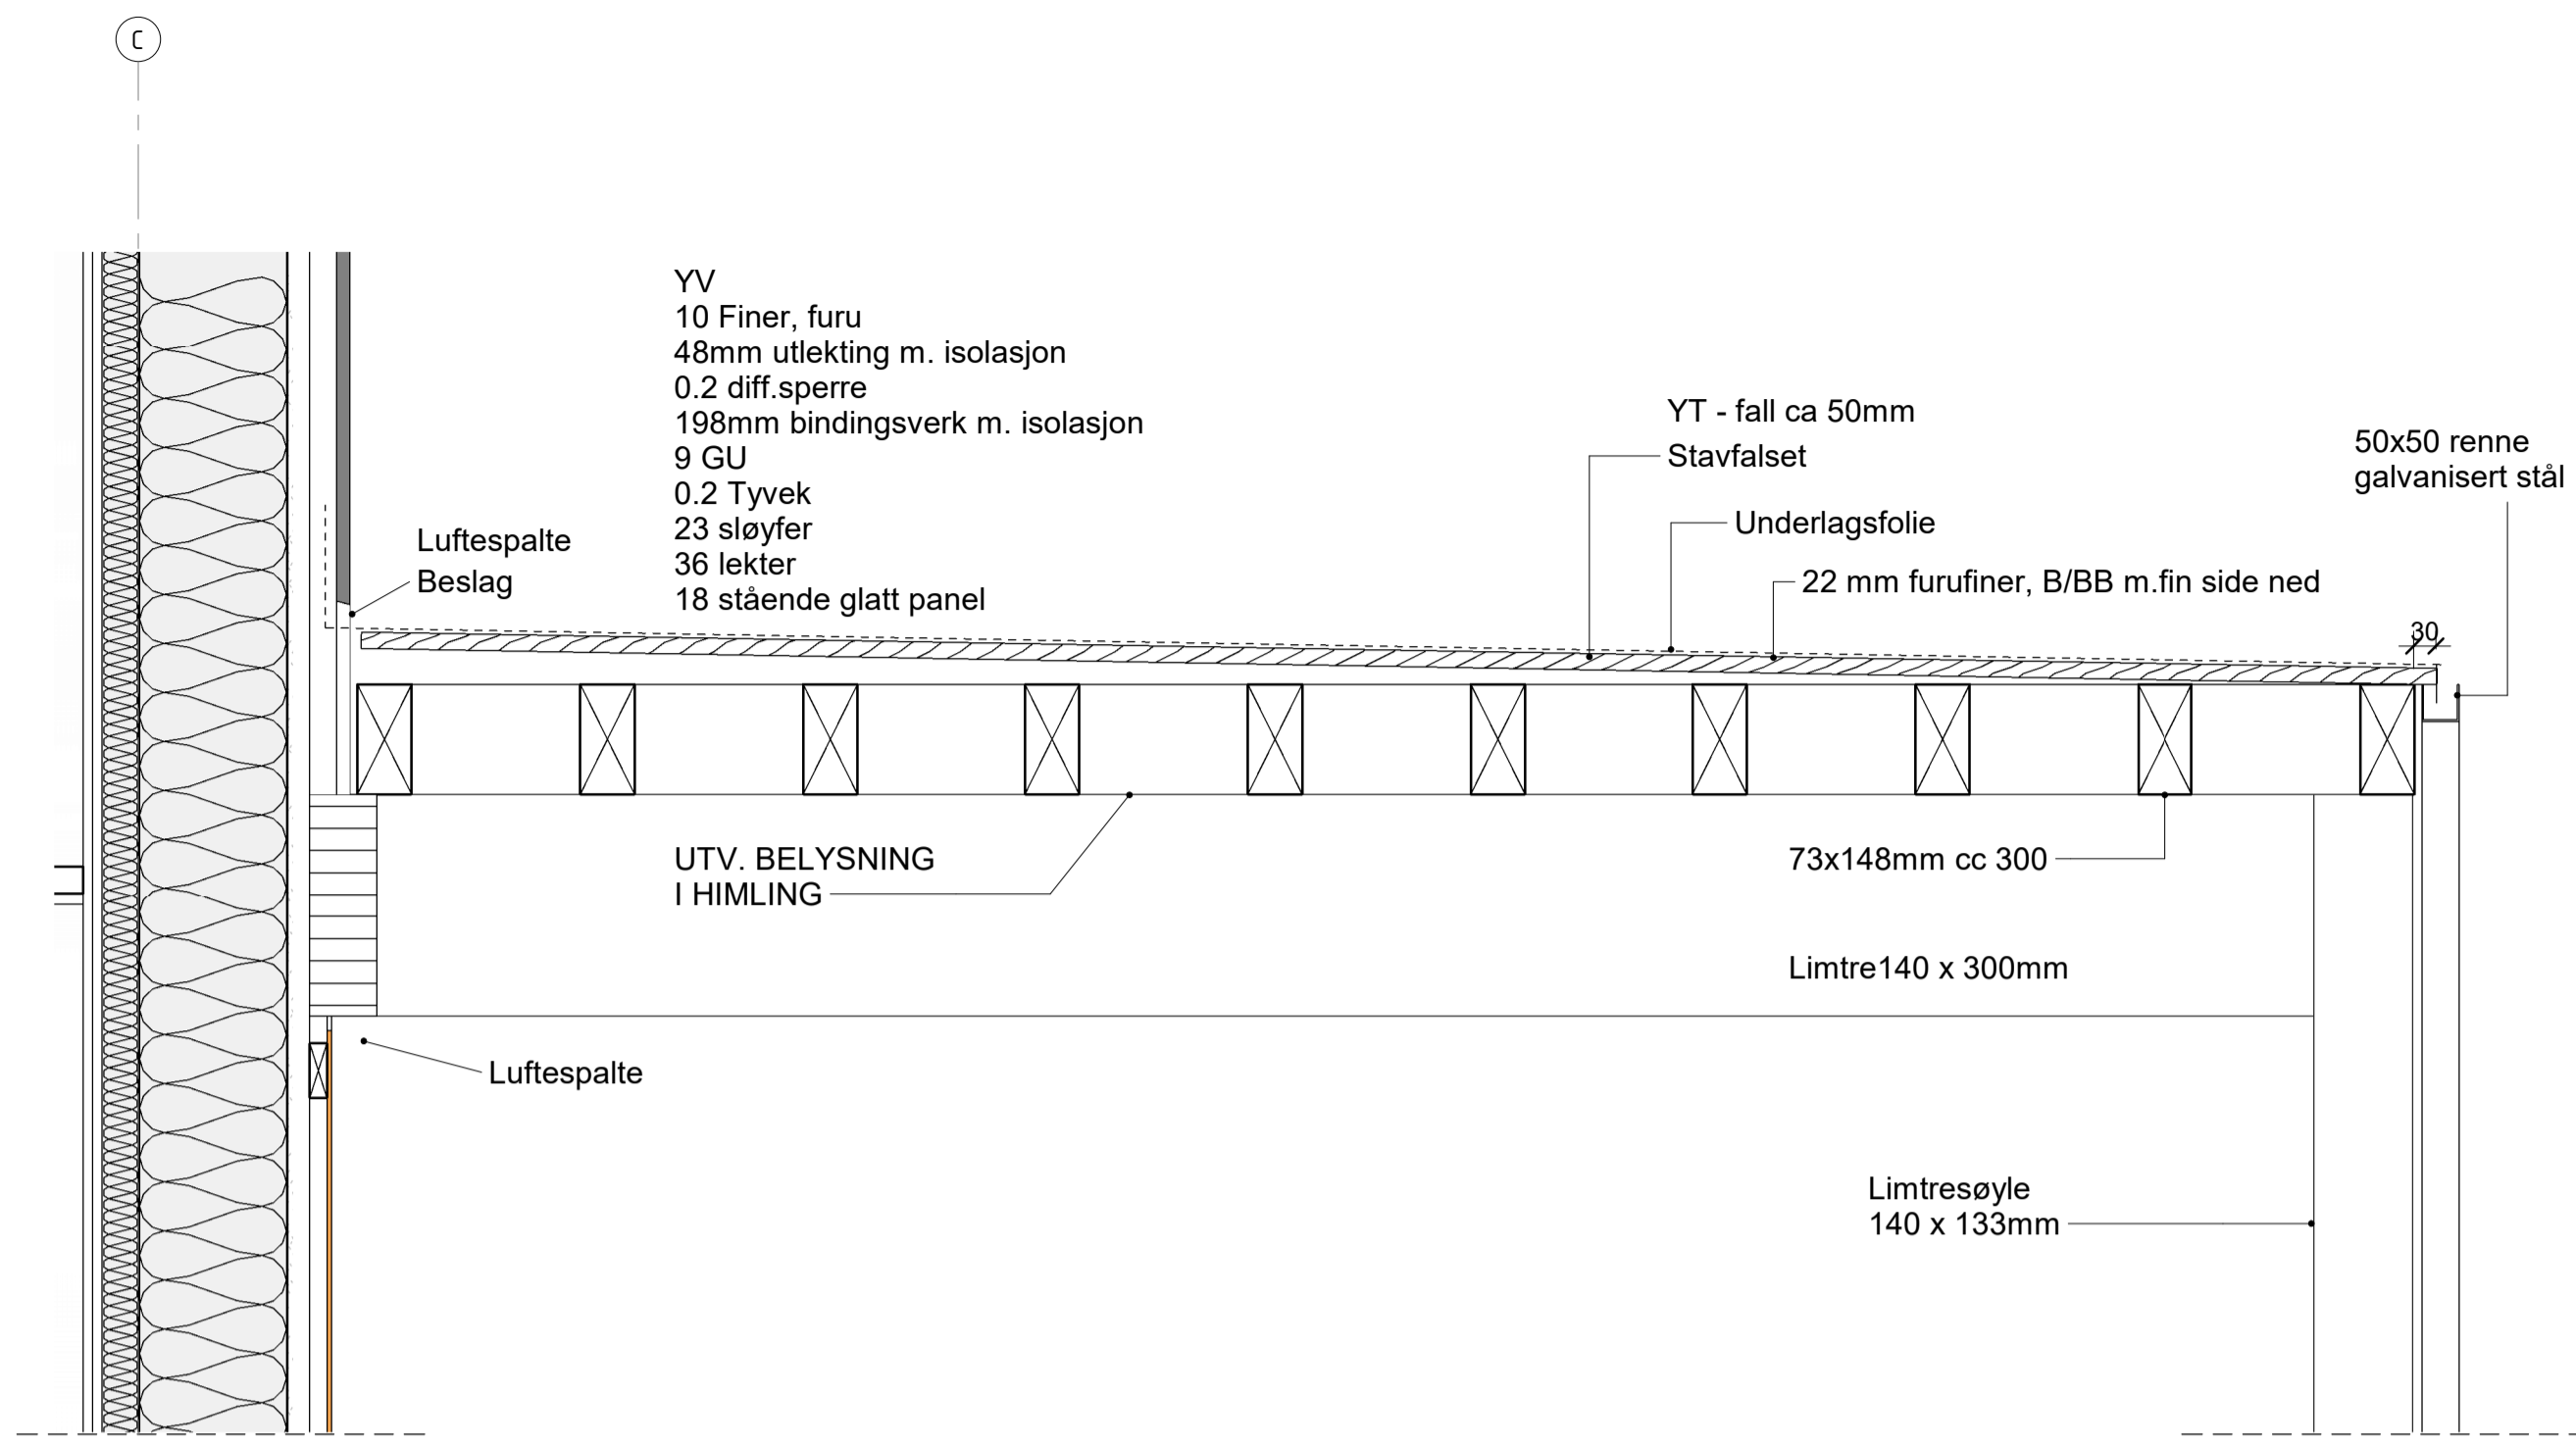 C
YV
10 Finer, furu
48mm utlekting m. isolasjon
0.2 diff.sperre
198mm bindingsverk m. isolasjon
9 GU
0.2 Tyvek
23 sløyfer
36 lekter
18 stående glatt panel
Luftespalte
Beslag
YT - fall ca 50mm
Stavfalset
Underlagsfolie
22 mm furufiner, B/BB m.fin side ned
50x50 renne
galvanisert stål
30
UTV. BELYSNING
I HIMLING
73x148mm cc 300
Limtre140 x 300mm
Luftespalte
Limtresøyle
140 x 133mm